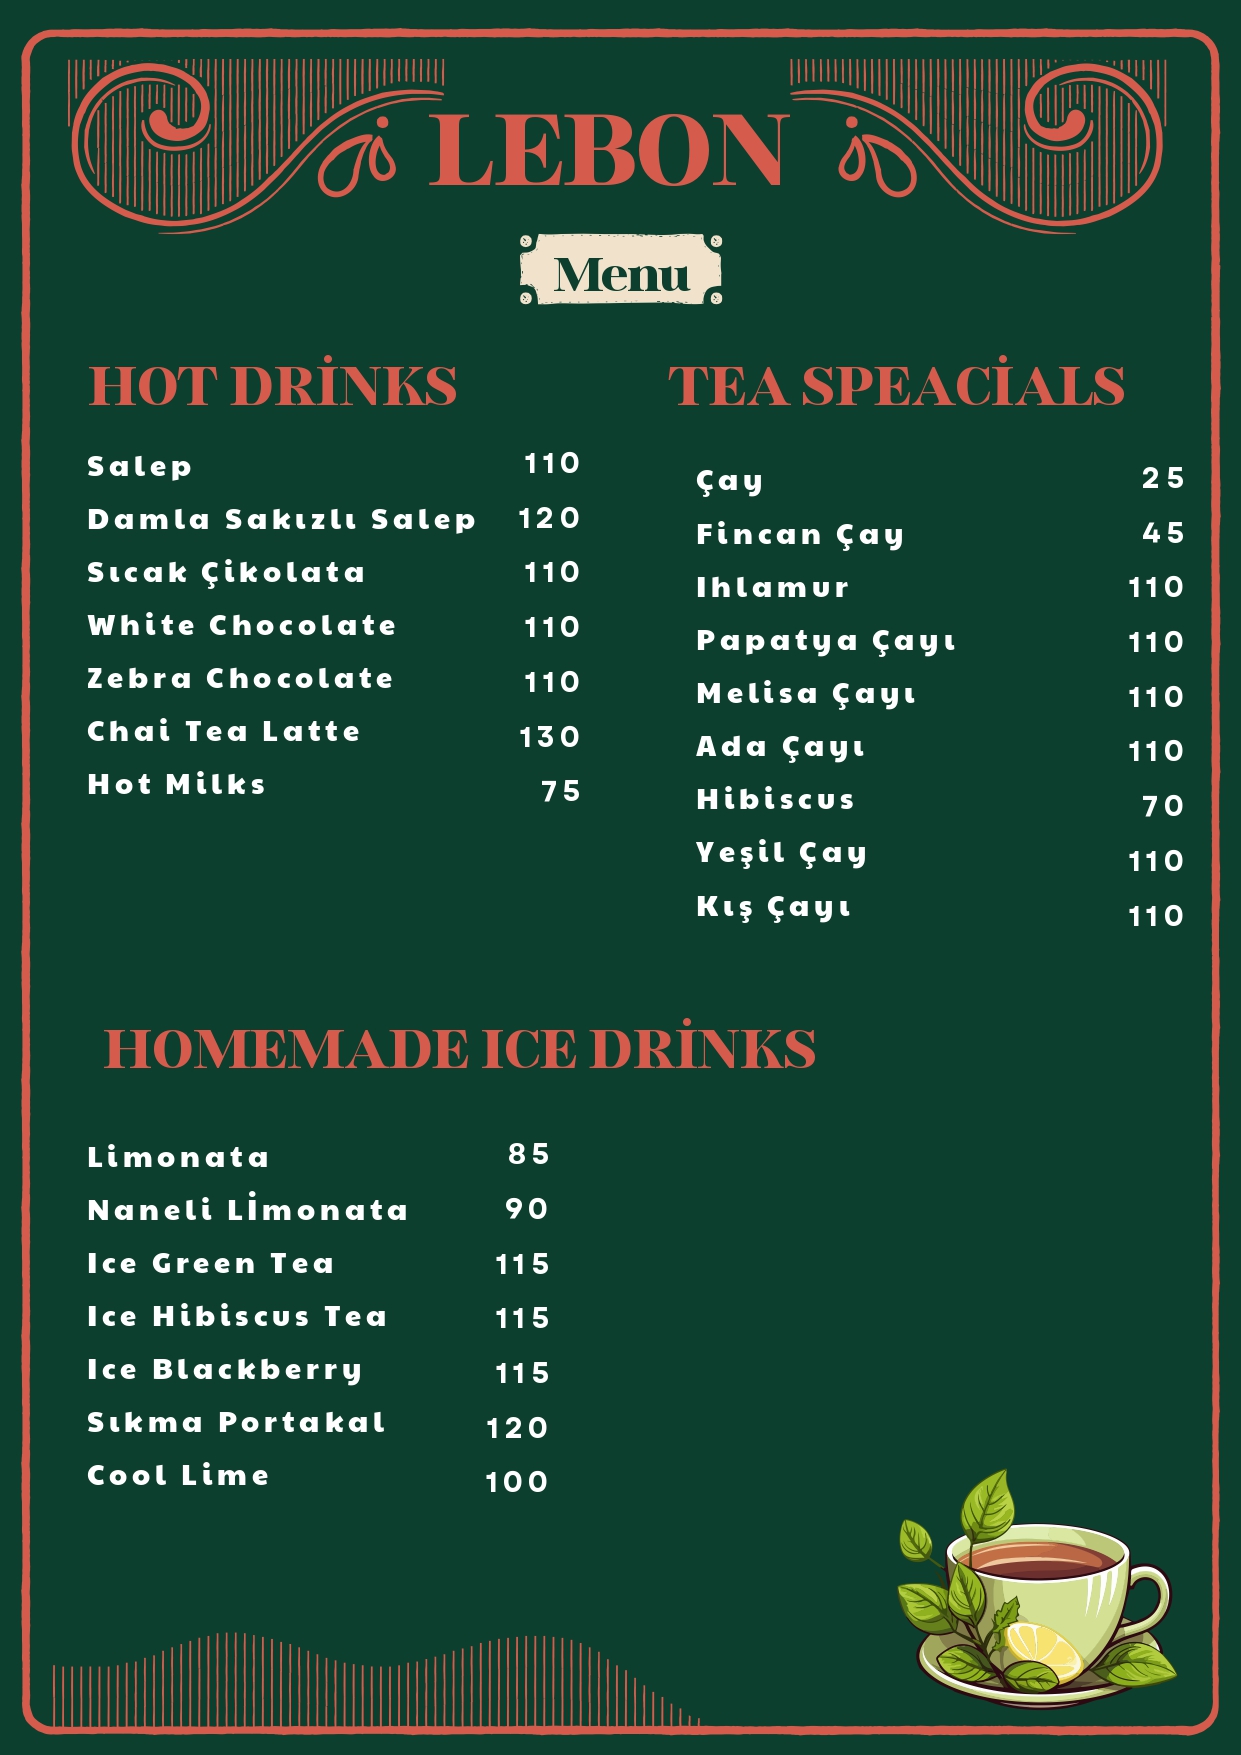 LEBON
Menu
HOT DRİNKS
Salep 110
Damla Sakızlı Salep 120
Sıcak Çikolata 110
White Chocolate 110
Zebra Chocolate 110
Chai Tea Latte 130
Hot Milks 75
TEA SPEACİALS
Çay 25
Fincan Çay 45
Ihlamur 110
Papatya Çayı 110
Melisa Çayı 110
Ada Çayı 110
Hibiscus 70
Yeşil Çay 110
Kış Çayı 110
HOMEMADE ICE DRİNKS
Limonata 85
Naneli Lİmonata 90
Ice Green Tea 115
Ice Hibiscus Tea 115
Ice Blackberry 115
Sıkma Portakal 120
Cool Lime 100